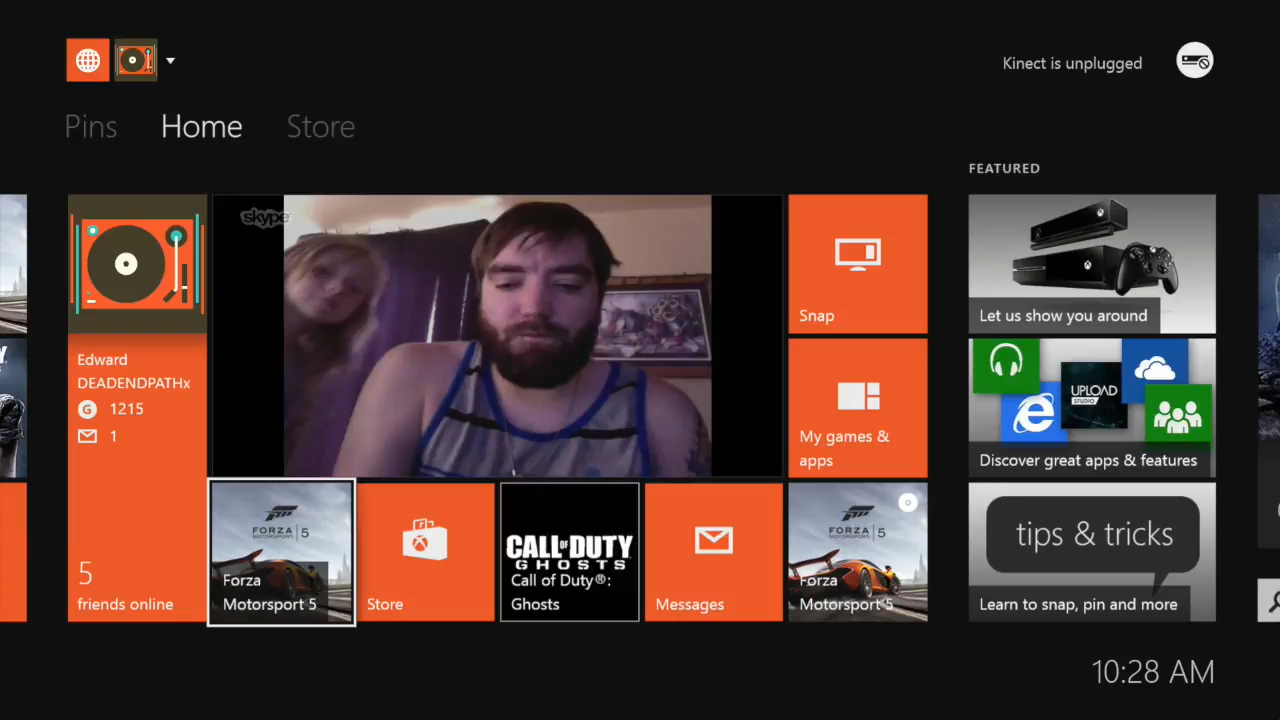 Kinect is unplugged
Pins Home Store
FEATURED
skype
Edward
DEADENDPATHx
G 1215
1
5
friends online
Snap
My games &
apps
FORZA
MOTORSPORT 5
Forza
Motorsport 5
Store
CALL OF DUTY
GHOSTS
Call of Duty®:
Ghosts
Messages
FORZA
MOTORSPORT 5
Forza
Motorsport 5
Let us show you around
UPLOAD
STUDIO
Discover great apps & features
tips & tricks
Learn to snap, pin and more
10:28 AM